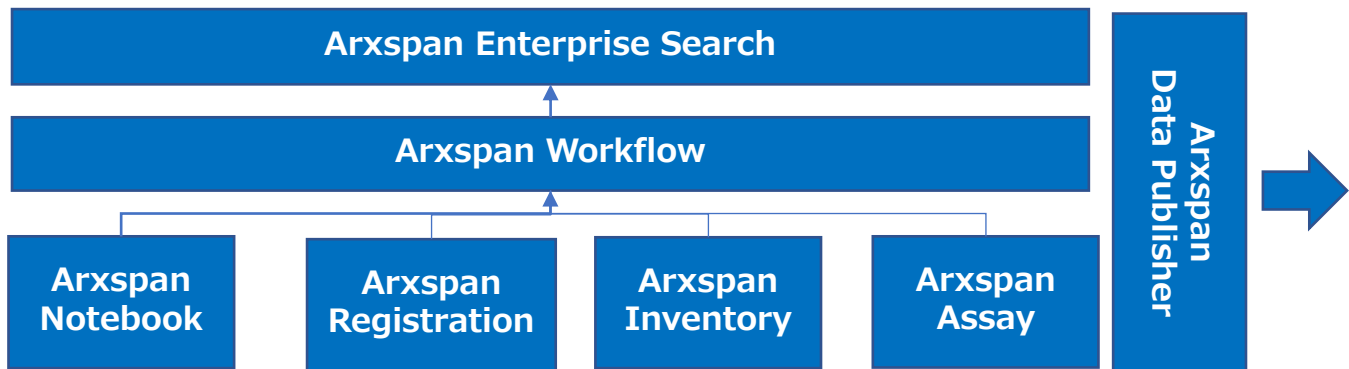 Arxspan Enterprise Search
Arxspan Workflow
Arxspan
Notebook
Arxspan
Registration
Arxspan
Inventory
Arxspan
Assay
Arxspan
Data Publisher